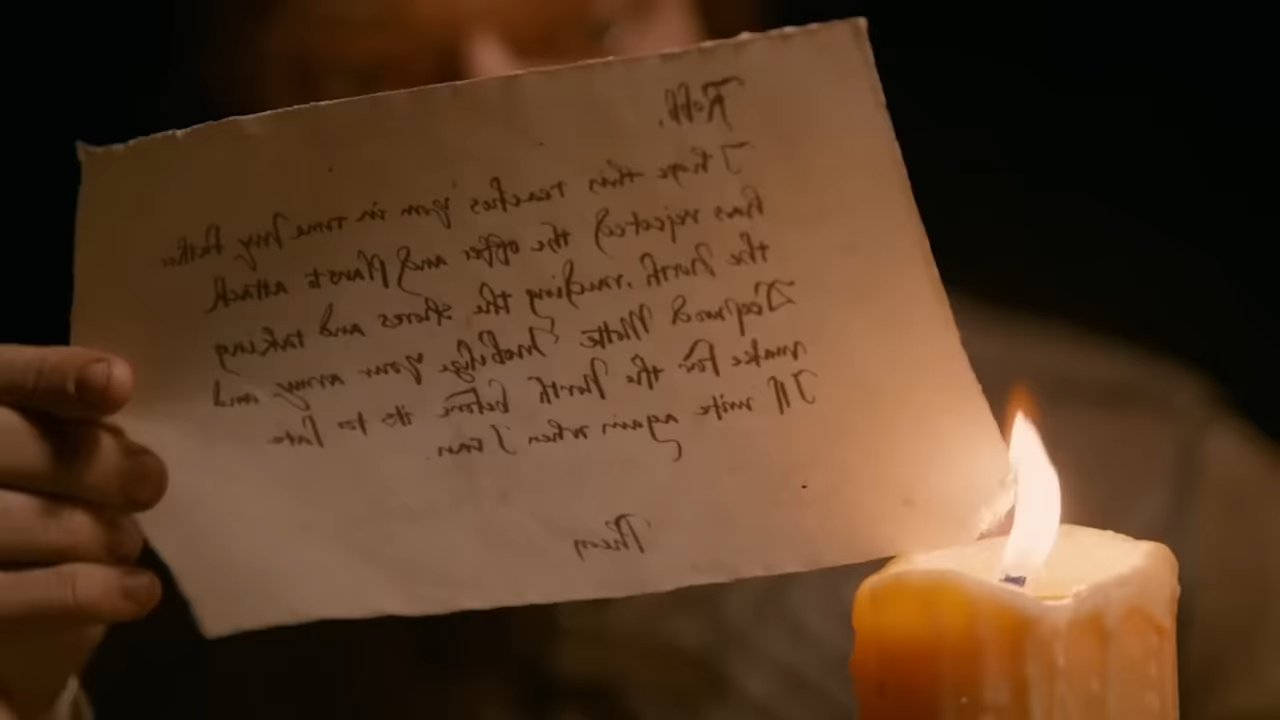 Robb,
I hope this reaches you in time my father
has rejected the offer and plans to attack
the North, raiding the shores and taking
Deepwood Motte Mobilize your army and
make for the North before its to late
I'll write again when I can.
Theon